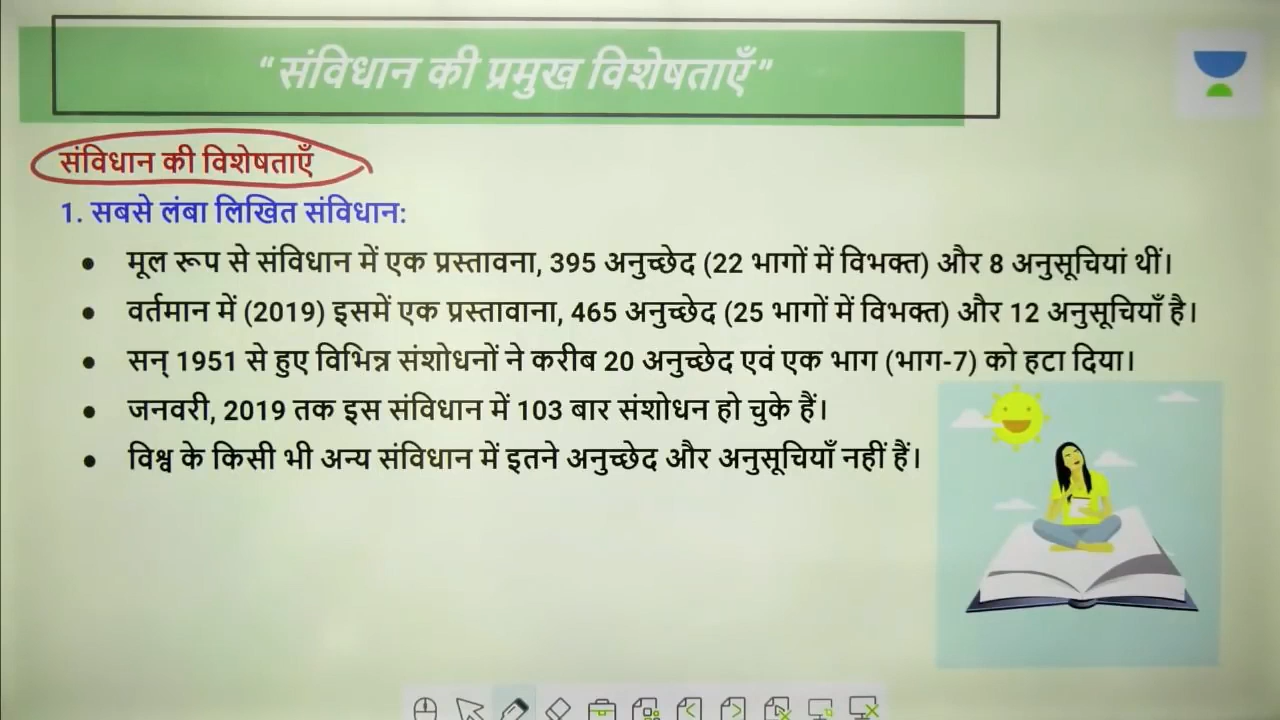 “संविधान की प्रमुख विशेषताएँ”
संविधान की विशेषताएँ
1. सबसे लंबा लिखित संविधान:
● मूल रूप से संविधान में एक प्रस्तावना, 395 अनुच्छेद (22 भागों में विभक्त) और 8 अनुसूचियां थीं।
● वर्तमान में (2019) इसमें एक प्रस्तावाना, 465 अनुच्छेद (25 भागों में विभक्त) और 12 अनुसूचियाँ है।
● सन् 1951 से हुए विभिन्न संशोधनों ने करीब 20 अनुच्छेद एवं एक भाग (भाग-7) को हटा दिया।
● जनवरी, 2019 तक इस संविधान में 103 बार संशोधन हो चुके हैं।
● विश्व के किसी भी अन्य संविधान में इतने अनुच्छेद और अनुसूचियाँ नहीं हैं।